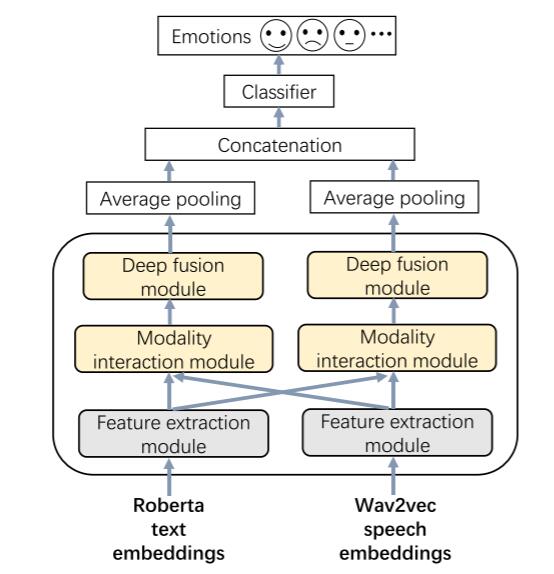 Emotions ...
Classifier
Concatenation
Average pooling
Average pooling
Deep fusion
module
Deep fusion
module
Modality
interaction module
Modality
interaction module
Feature extraction
module
Feature extraction
module
Roberta
text
embeddings
Wav2vec
speech
embeddings